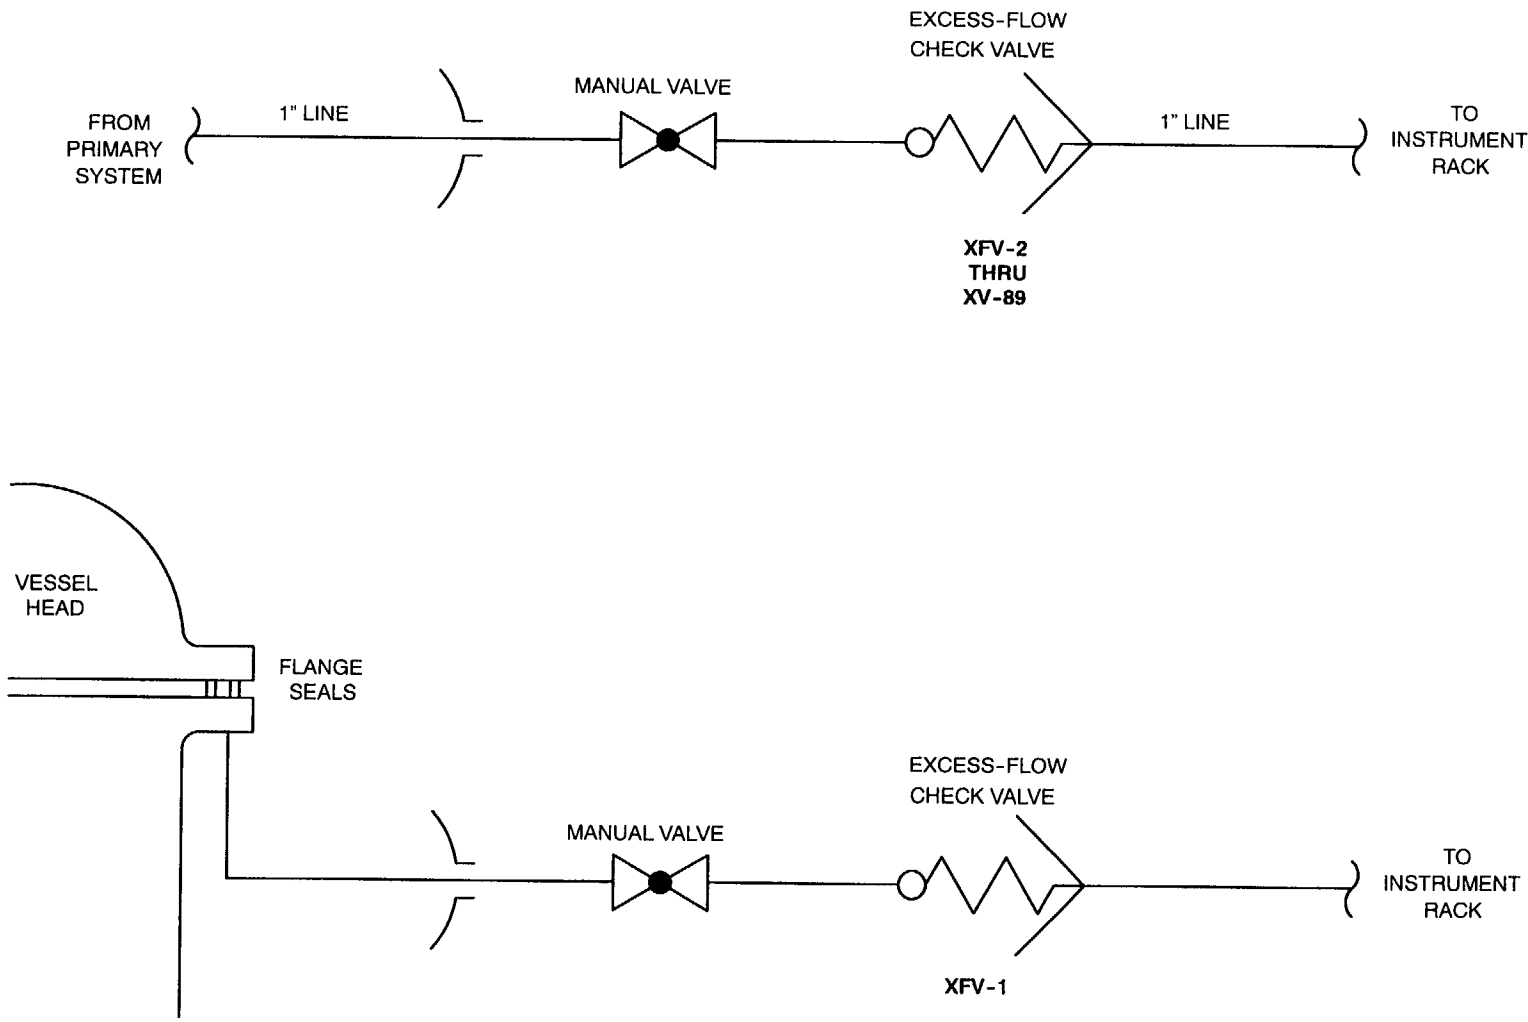 EXCESS-FLOW
CHECK VALVE
MANUAL VALVE
1" LINE
FROM
PRIMARY
SYSTEM
1" LINE
TO
INSTRUMENT
RACK
XFV-2
THRU
XV-89
VESSEL
HEAD
FLANGE
SEALS
EXCESS-FLOW
CHECK VALVE
MANUAL VALVE
TO
INSTRUMENT
RACK
XFV-1